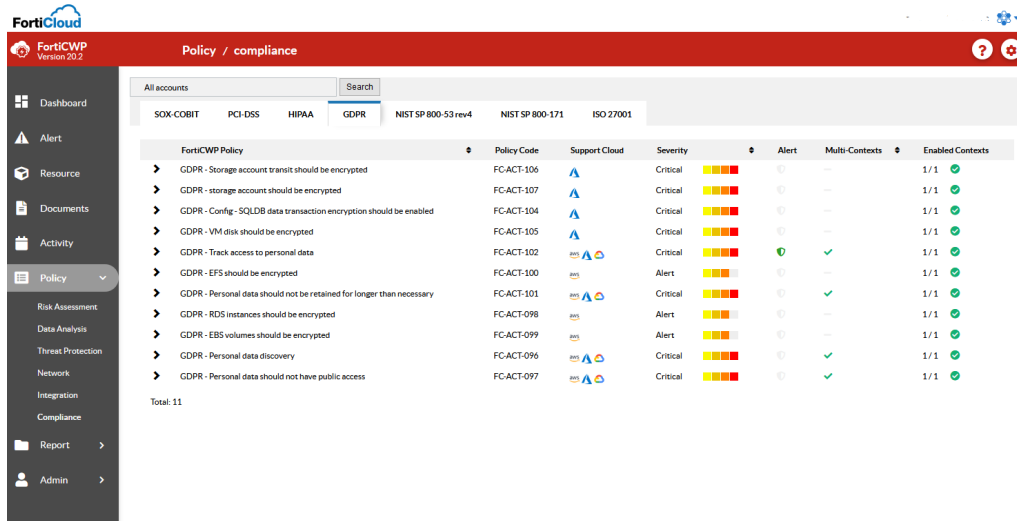 FortiCloud
FortiCWP
Version 20.2
Policy / compliance
?
Dashboard
Alert
Resource
Documents
Activity
Policy
Risk Assessment
Data Analysis
Threat Protection
Network
Integration
Compliance
Report
Admin
All accounts Search
SOX-COBIT PCI-DSS HIPAA GDPR NIST SP 800-53 rev4 NIST SP 800-171 ISO 27001
FortiCWP Policy Policy Code Support Cloud Severity Alert Multi-Contexts Enabled Contexts
GDPR - Storage account transit should be encrypted FC-ACT-106 Critical 1 / 1
GDPR - storage account should be encrypted FC-ACT-107 Critical 1 / 1
GDPR - Config - SQLDB data transaction encryption should be enabled FC-ACT-104 Critical 1 / 1
GDPR - VM disk should be encrypted FC-ACT-105 Critical 1 / 1
GDPR - Track access to personal data FC-ACT-102 aws Critical 1 / 1
GDPR - EFS should be encrypted FC-ACT-100 aws Alert 1 / 1
GDPR - Personal data should not be retained for longer than necessary FC-ACT-101 aws Critical 1 / 1
GDPR - RDS instances should be encrypted FC-ACT-098 aws Alert 1 / 1
GDPR - EBS volumes should be encrypted FC-ACT-099 aws Alert 1 / 1
GDPR - Personal data discovery FC-ACT-096 aws Critical 1 / 1
GDPR - Personal data should not have public access FC-ACT-097 aws Critical 1 / 1
Total: 11